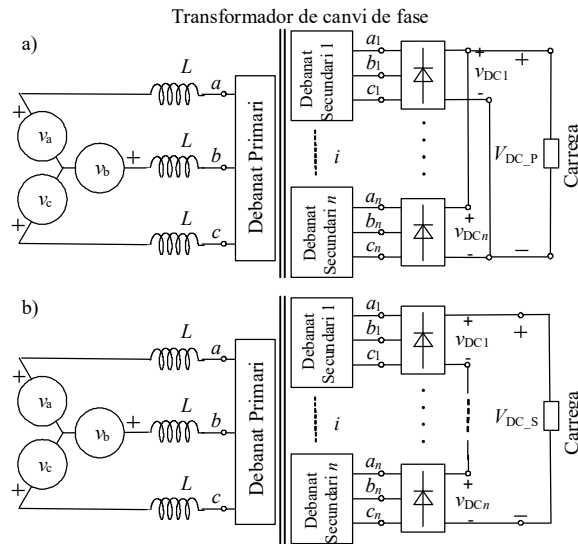 Transformador de canvi de fase
a)
L
a
v_a
v_b
v_c
L
b
L
c
Debanat Primari
Debanat
Secundari 1
a_1
b_1
c_1
i
Debanat
Secundari n
a_n
b_n
c_n
+
v_DC1
-
+
v_DCn
-
+
V_DC_P
−
Carrega
b)
L
a
v_a
v_b
v_c
L
b
L
c
Debanat Primari
Debanat
Secundari 1
a_1
b_1
c_1
i
Debanat
Secundari n
a_n
b_n
c_n
+
v_DC1
-
+
v_DCn
-
+
V_DC_S
−
Carrega